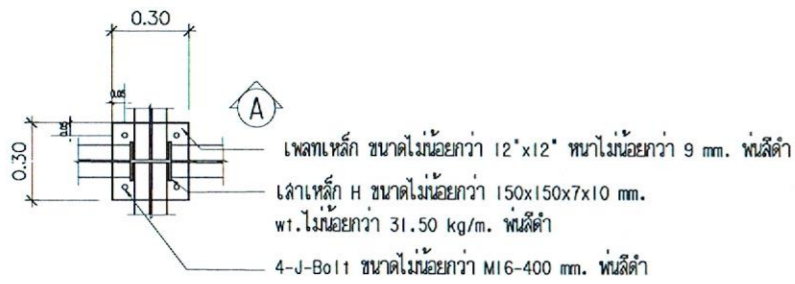 0.30
0.05
A
0.05
0.30
เพลทเหล็ก ขนาดไม่น้อยกว่า 12"x12" หนาไม่น้อยกว่า 9 mm. พ่นสีดำ
เสาเหล็ก H ขนาดไม่น้อยกว่า 150x150x7x10 mm.
wt.ไม่น้อยกว่า 31.50 kg/m. พ่นสีดำ
4-J-Bolt ขนาดไม่น้อยกว่า M16-400 mm. พ่นสีดำ